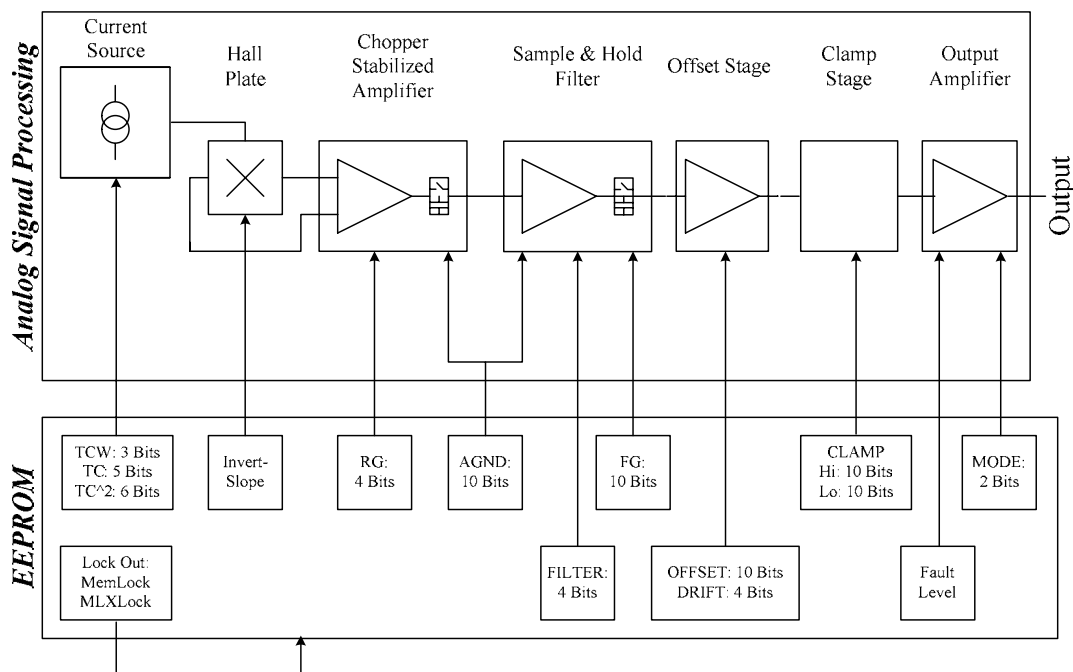 Analog Signal Processing
Current
Source
Hall
Plate
Chopper
Stabilized
Amplifier
Sample & Hold
Filter
Offset Stage
Clamp
Stage
Output
Amplifier
Output
EEPROM
TCW: 3 Bits
TC: 5 Bits
TC^2: 6 Bits
Invert-
Slope
RG:
4 Bits
AGND:
10 Bits
FG:
10 Bits
CLAMP
Hi: 10 Bits
Lo: 10 Bits
MODE:
2 Bits
Lock Out:
MemLock
MLXLock
FILTER:
4 Bits
OFFSET: 10 Bits
DRIFT: 4 Bits
Fault
Level